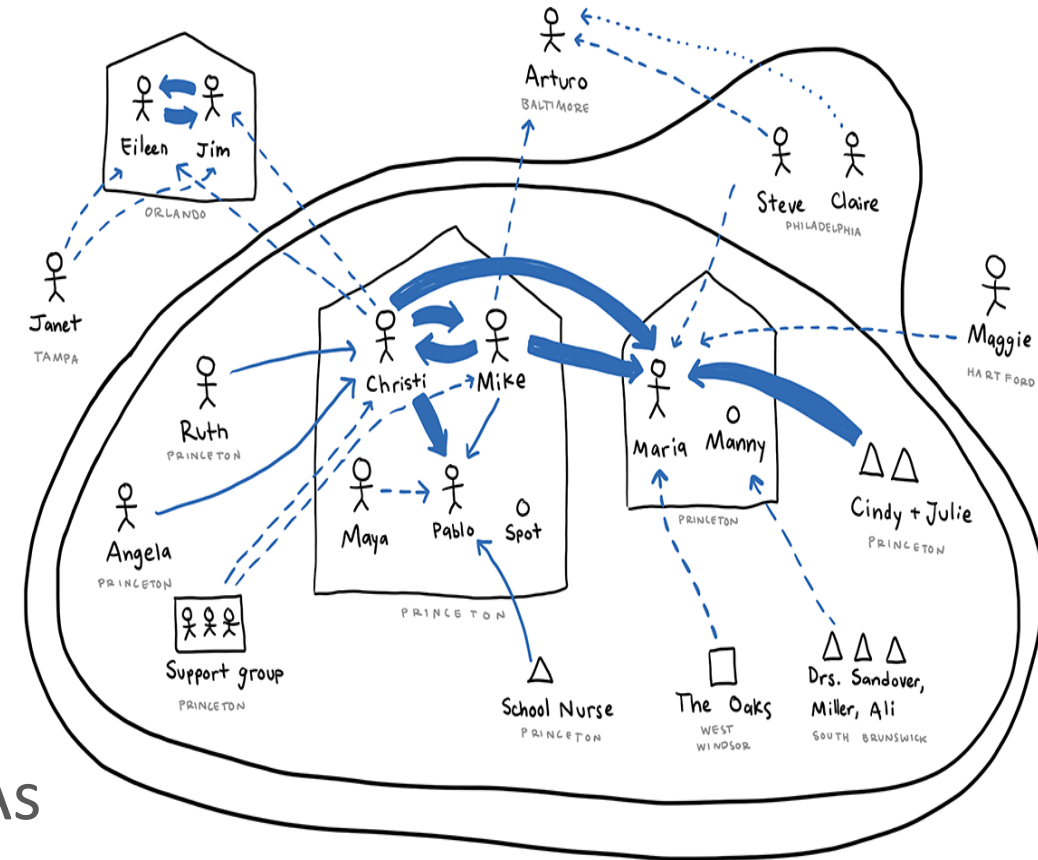 Arturo
BALTIMORE
Eileen
Jim
ORLANDO
Steve
Claire
PHILADELPHIA
Janet
TAMPA
Maggie
HARTFORD
Christi
Mike
Ruth
PRINCETON
Maria
Manny
PRINCETON
Cindy + Julie
PRINCETON
Angela
PRINCETON
Maya
Pablo
Spot
PRINCETON
Support group
PRINCETON
School Nurse
PRINCETON
The Oaks
WEST
WINDSOR
Drs. Sandover,
Miller, Ali
SOUTH BRUNSWICK
AS